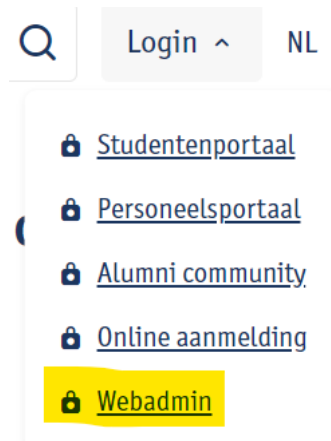 Login NL
Studentenportaal
Personeelsportaal
Alumni community
Online aanmelding
Webadmin